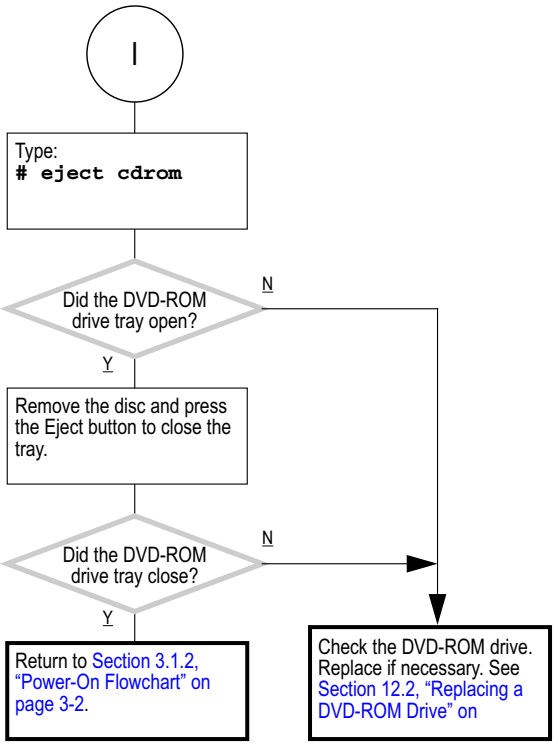 I
Type:
# eject cdrom
Did the DVD-ROM
drive tray open?
N
Y
Remove the disc and press
the Eject button to close the
tray.
Did the DVD-ROM
drive tray close?
N
Y
Return to Section 3.1.2,
“Power-On Flowchart” on
page 3-2.
Check the DVD-ROM drive.
Replace if necessary. See
Section 12.2, “Replacing a
DVD-ROM Drive” on